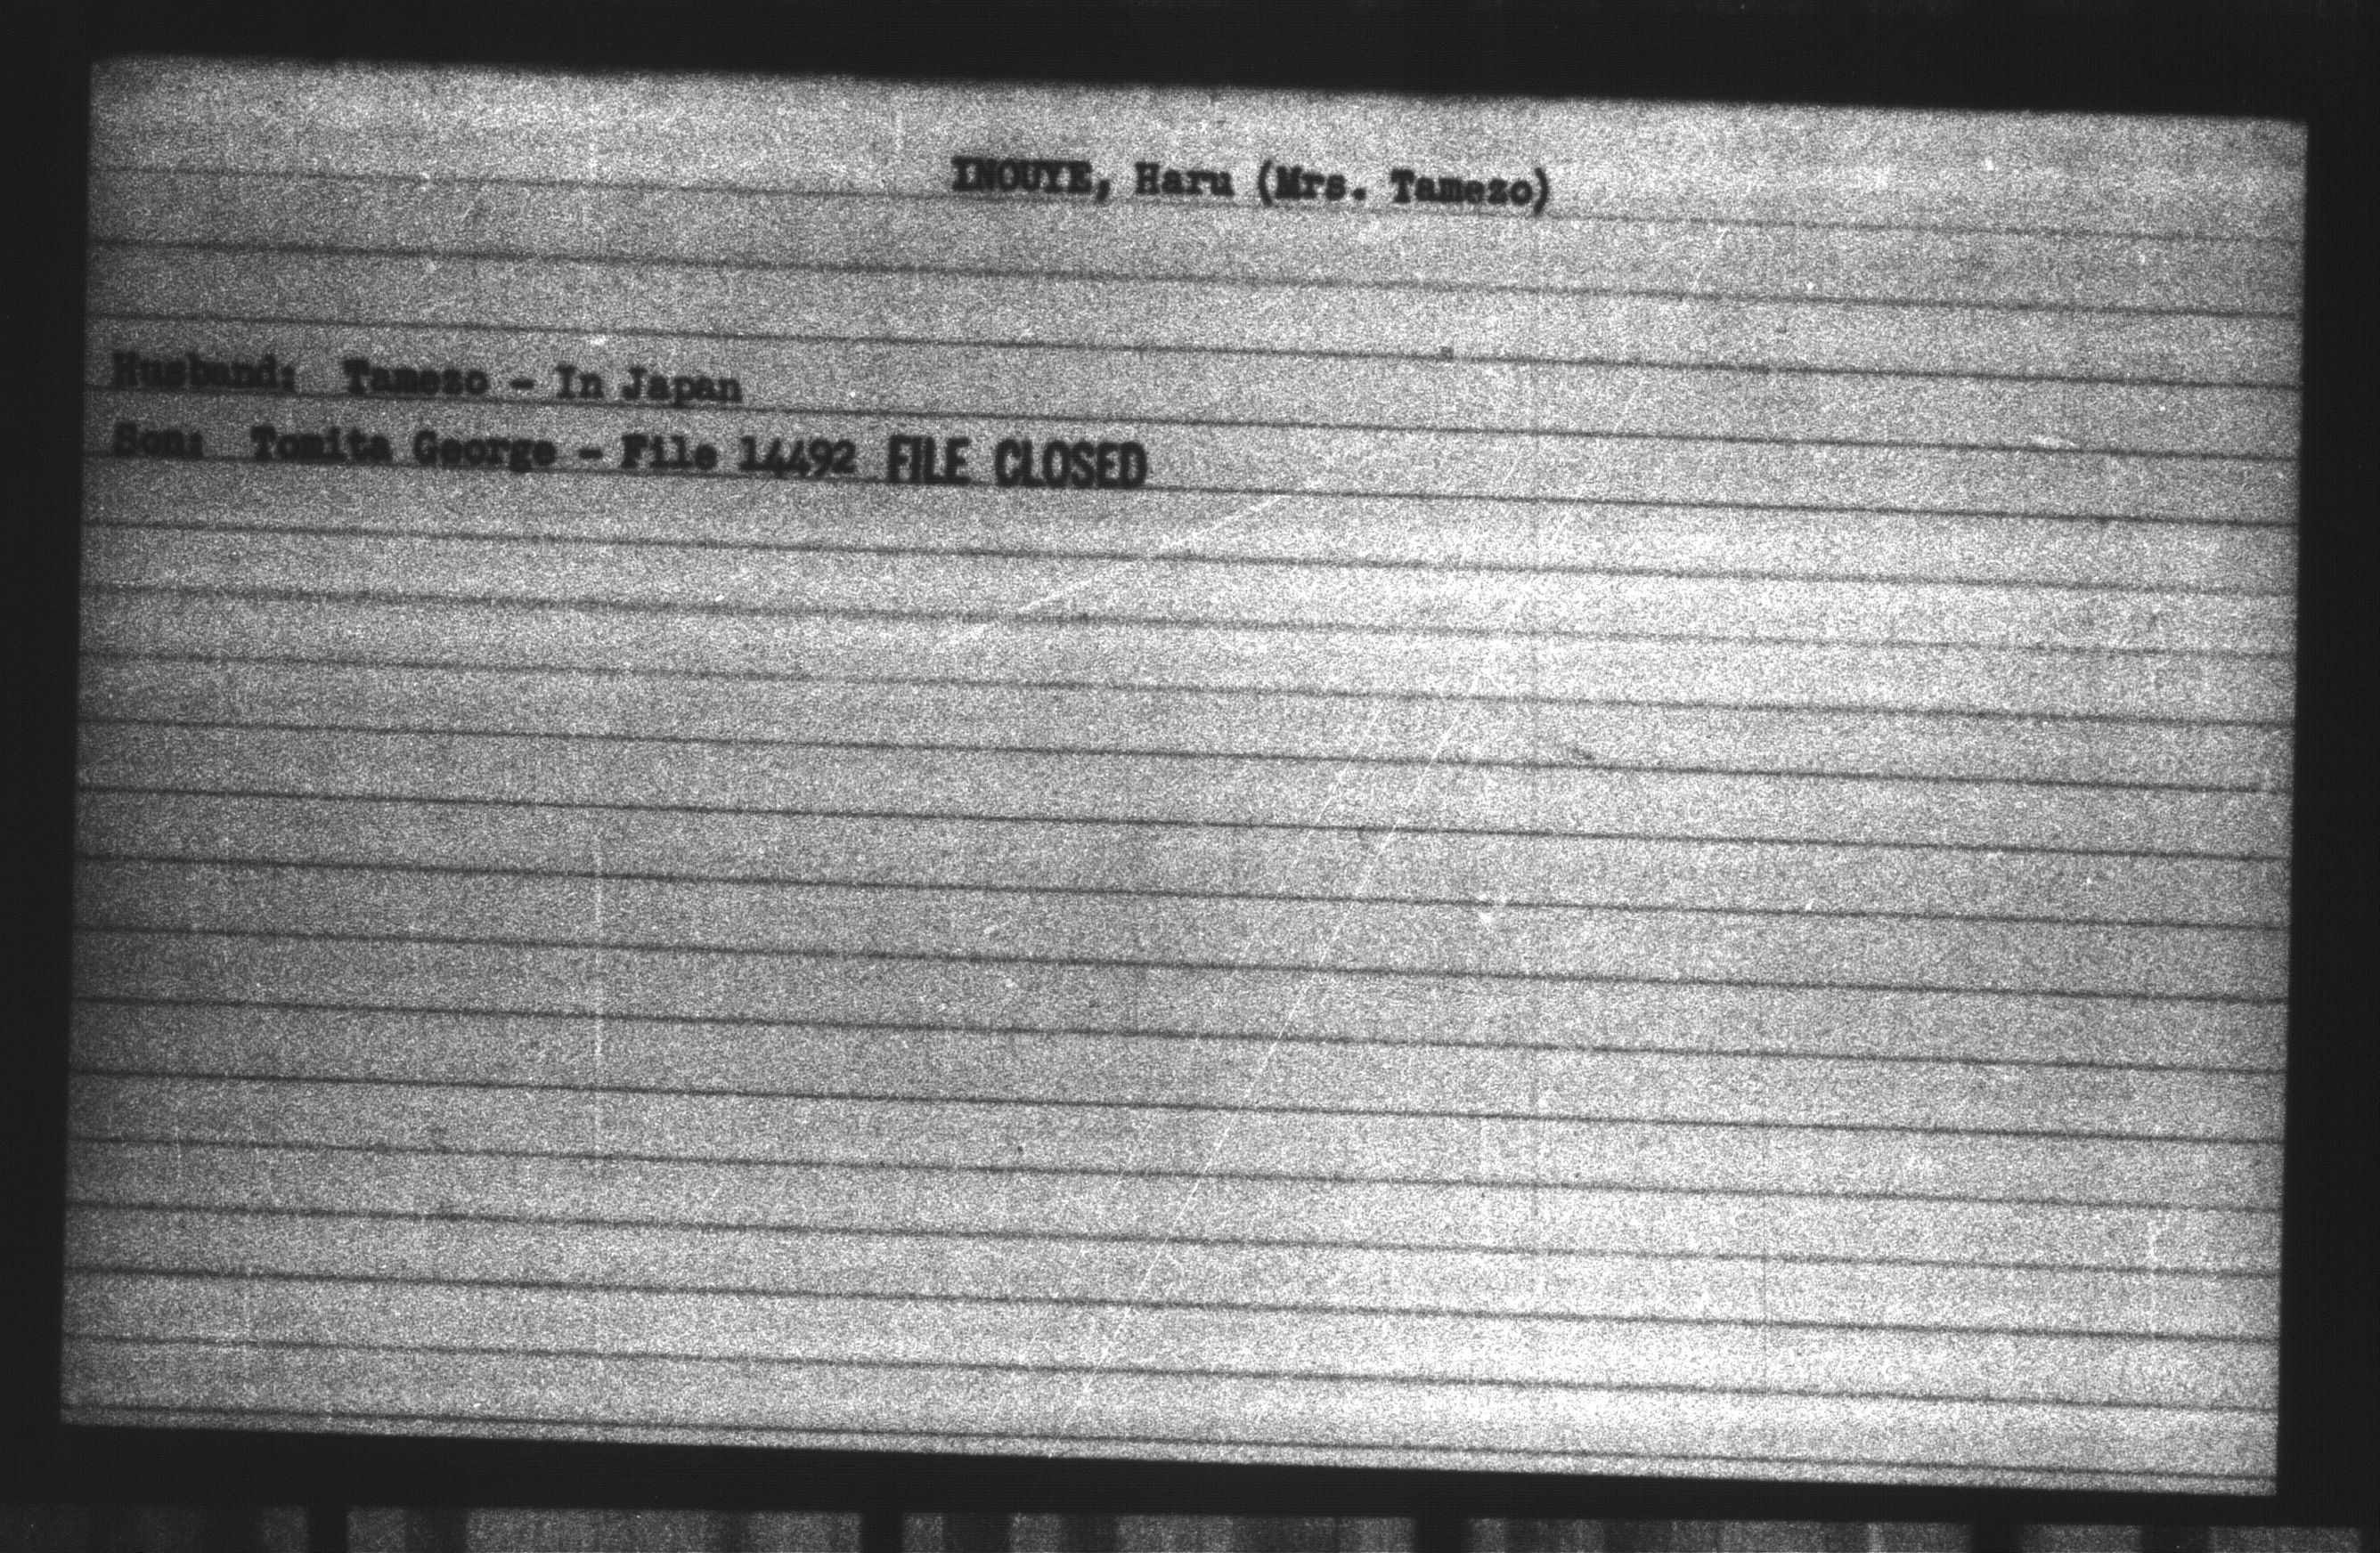 INOUYE, Haru (Mrs. Tamezo)
Husband: Tamezo - In Japan
Son: Tomita George - File 14492 FILE CLOSED